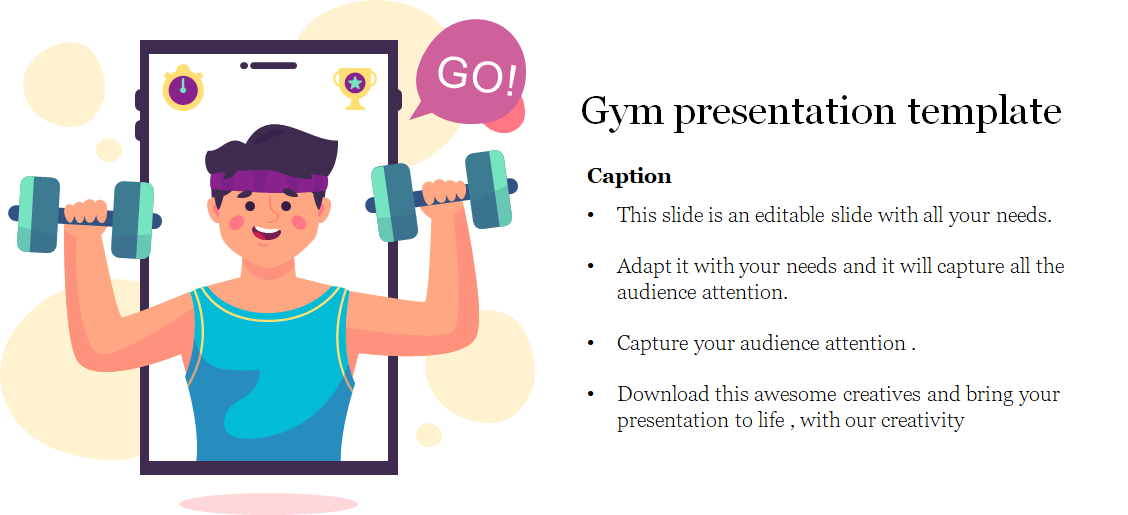 GO!
Gym presentation template
Caption
• This slide is an editable slide with all your needs.
• Adapt it with your needs and it will capture all the
audience attention.
• Capture your audience attention .
• Download this awesome creatives and bring your
presentation to life , with our creativity